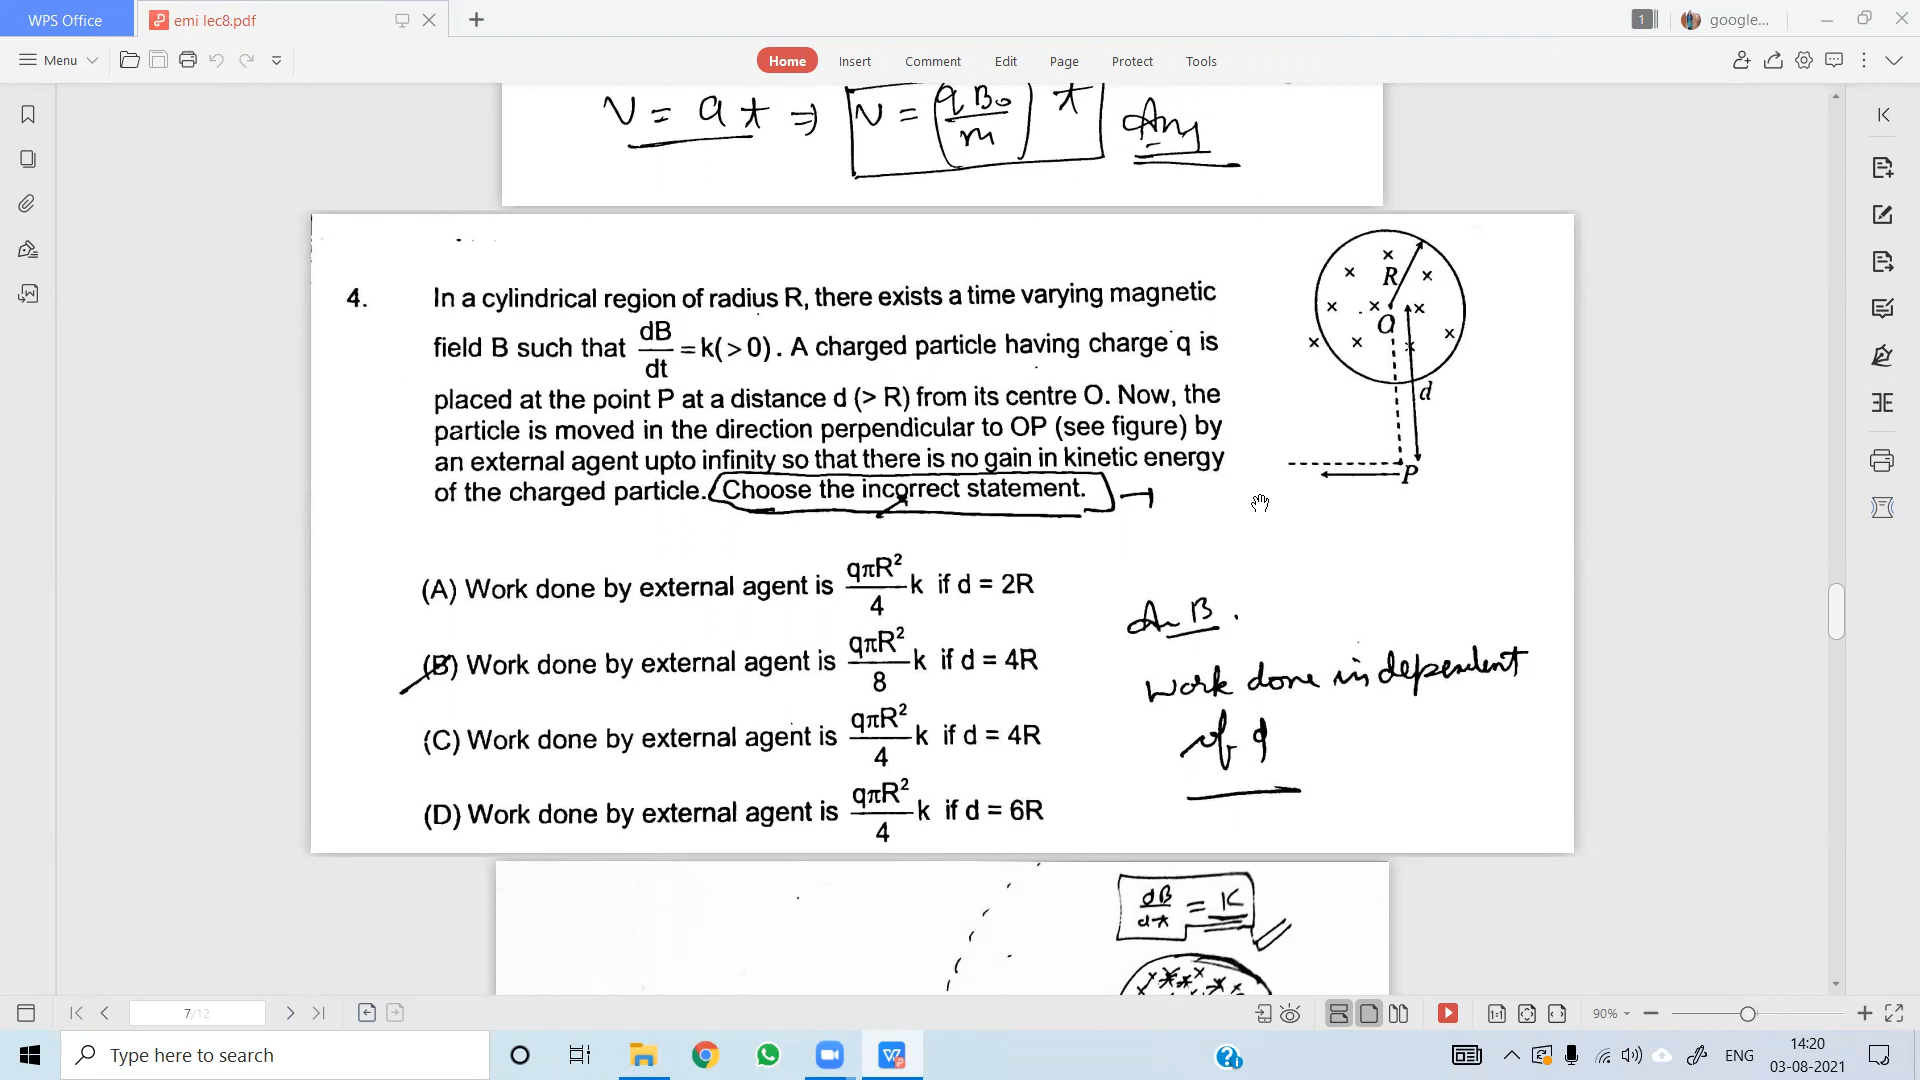 WPS Office
emi lec8.pdf
1
google...
Menu
Home
Insert
Comment
Edit
Page
Protect
Tools
V = a t ⇒ V = (qB₀/m) t Ans
4. In a cylindrical region of radius R, there exists a time varying magnetic
field B such that dB/dt = k(> 0). A charged particle having charge q is
placed at the point P at a distance d (> R) from its centre O. Now, the
particle is moved in the direction perpendicular to OP (see figure) by
an external agent upto infinity so that there is no gain in kinetic energy
of the charged particle. Choose the incorrect statement.
R
O
d
P
(A) Work done by external agent is qπR²/4 k if d = 2R
(B) Work done by external agent is qπR²/8 k if d = 4R
(C) Work done by external agent is qπR²/4 k if d = 4R
(D) Work done by external agent is qπR²/4 k if d = 6R
An B.
Work done independent
of d
dB/dt = K
7/12
1:1
90%
Type here to search
ENG
14:20
03-08-2021